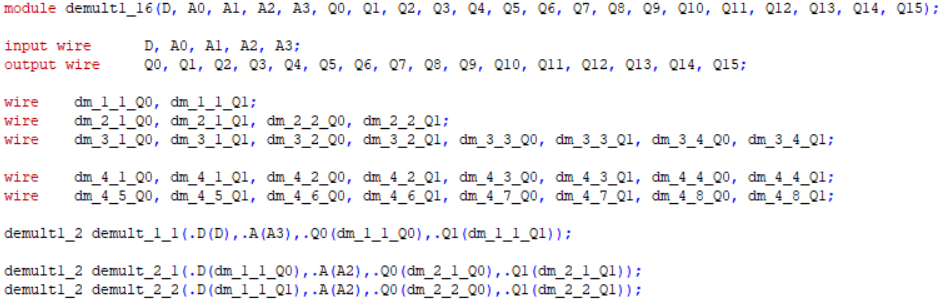 module demult1_16(D, A0, A1, A2, A3, Q0, Q1, Q2, Q3, Q4, Q5, Q6, Q7, Q8, Q9, Q10, Q11, Q12, Q13, Q14, Q15);
input wire D, A0, A1, A2, A3;
output wire Q0, Q1, Q2, Q3, Q4, Q5, Q6, Q7, Q8, Q9, Q10, Q11, Q12, Q13, Q14, Q15;
wire dm_1_1_Q0, dm_1_1_Q1;
wire dm_2_1_Q0, dm_2_1_Q1, dm_2_2_Q0, dm_2_2_Q1;
wire dm_3_1_Q0, dm_3_1_Q1, dm_3_2_Q0, dm_3_2_Q1, dm_3_3_Q0, dm_3_3_Q1, dm_3_4_Q0, dm_3_4_Q1;
wire dm_4_1_Q0, dm_4_1_Q1, dm_4_2_Q0, dm_4_2_Q1, dm_4_3_Q0, dm_4_3_Q1, dm_4_4_Q0, dm_4_4_Q1;
wire dm_4_5_Q0, dm_4_5_Q1, dm_4_6_Q0, dm_4_6_Q1, dm_4_7_Q0, dm_4_7_Q1, dm_4_8_Q0, dm_4_8_Q1;
demult1_2 demult_1_1(.D(D),.A(A3),.Q0(dm_1_1_Q0),.Q1(dm_1_1_Q1));
demult1_2 demult_2_1(.D(dm_1_1_Q0),.A(A2),.Q0(dm_2_1_Q0),.Q1(dm_2_1_Q1));
demult1_2 demult_2_2(.D(dm_1_1_Q1),.A(A2),.Q0(dm_2_2_Q0),.Q1(dm_2_2_Q1));